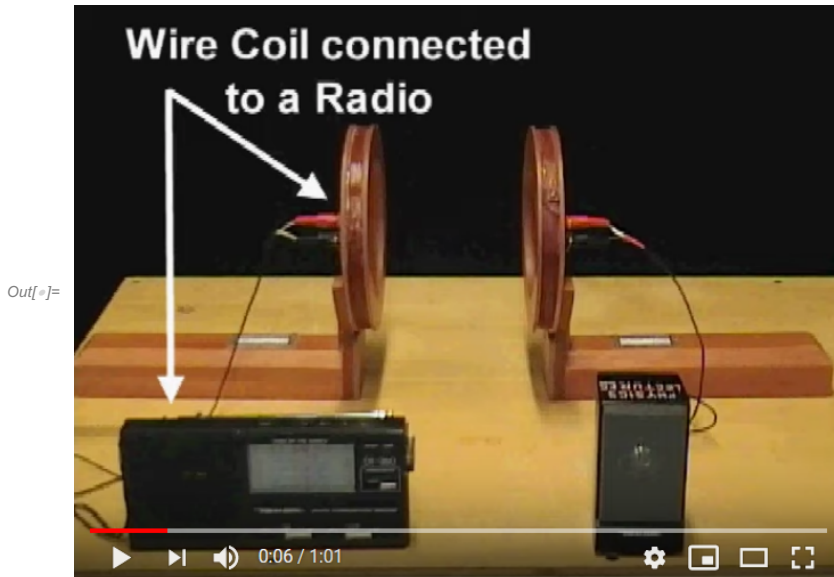 Wire Coil connected
to a Radio
Out[•]=
PHYSICS
LECTURES
0:06 / 1:01